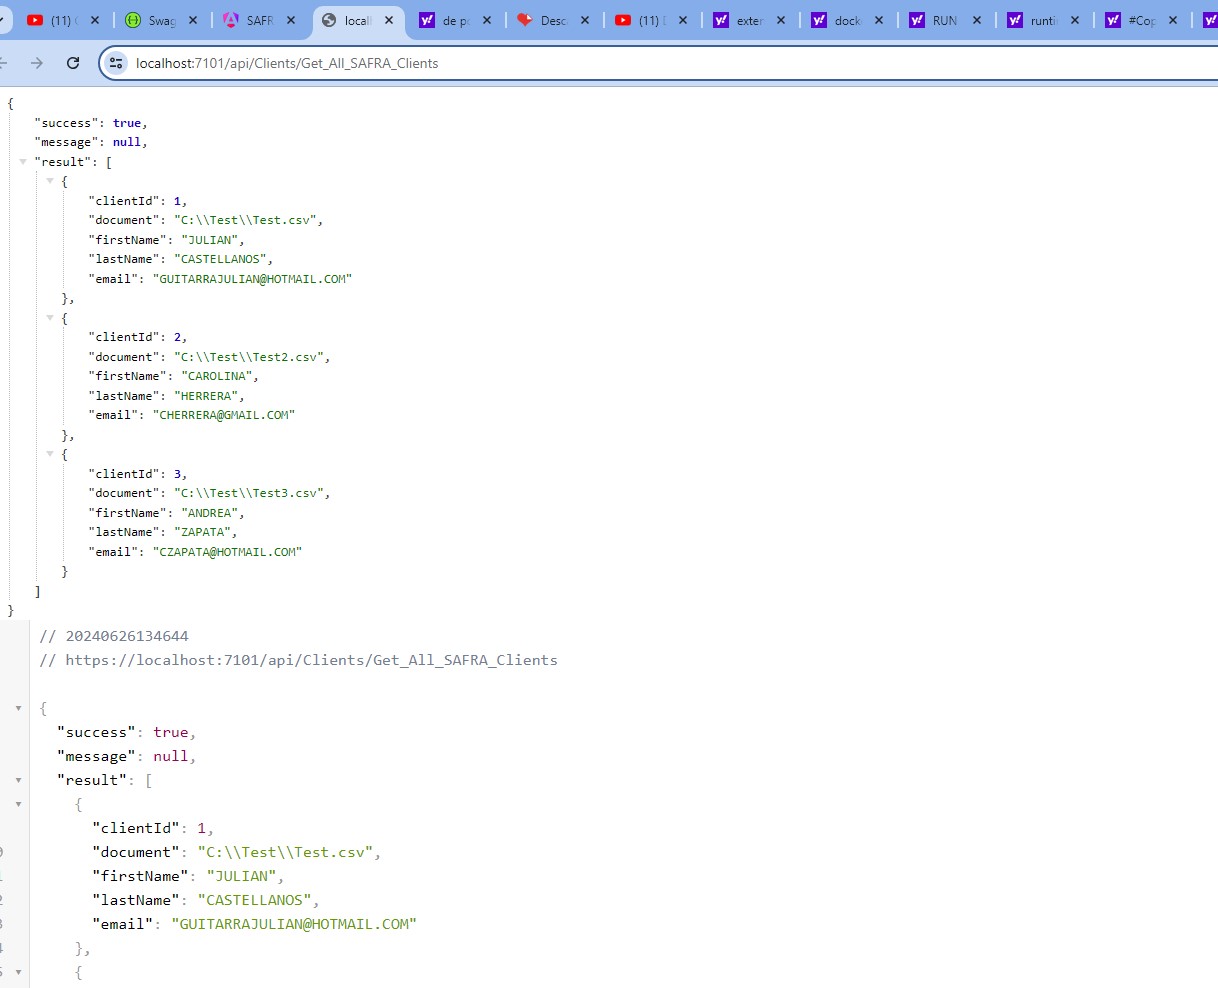 (11)
Swag
SAFR
locall
de po
Desca
(11)
exter
docke
RUN
runti
#Cop
localhost:7101/api/Clients/Get_All_SAFRA_Clients
{
"success": true,
"message": null,
"result": [
{
"clientId": 1,
"document": "C:\\Test\\Test.csv",
"firstName": "JULIAN",
"lastName": "CASTELLANOS",
"email": "GUITARRAJULIAN@HOTMAIL.COM"
},
{
"clientId": 2,
"document": "C:\\Test\\Test2.csv",
"firstName": "CAROLINA",
"lastName": "HERRERA",
"email": "CHERRERA@GMAIL.COM"
},
{
"clientId": 3,
"document": "C:\\Test\\Test3.csv",
"firstName": "ANDREA",
"lastName": "ZAPATA",
"email": "CZAPATA@HOTMAIL.COM"
}
]
}
// 20240626134644
// https://localhost:7101/api/Clients/Get_All_SAFRA_Clients
{
"success": true,
"message": null,
"result": [
{
"clientId": 1,
"document": "C:\\Test\\Test.csv",
"firstName": "JULIAN",
"lastName": "CASTELLANOS",
"email": "GUITARRAJULIAN@HOTMAIL.COM"
},
{